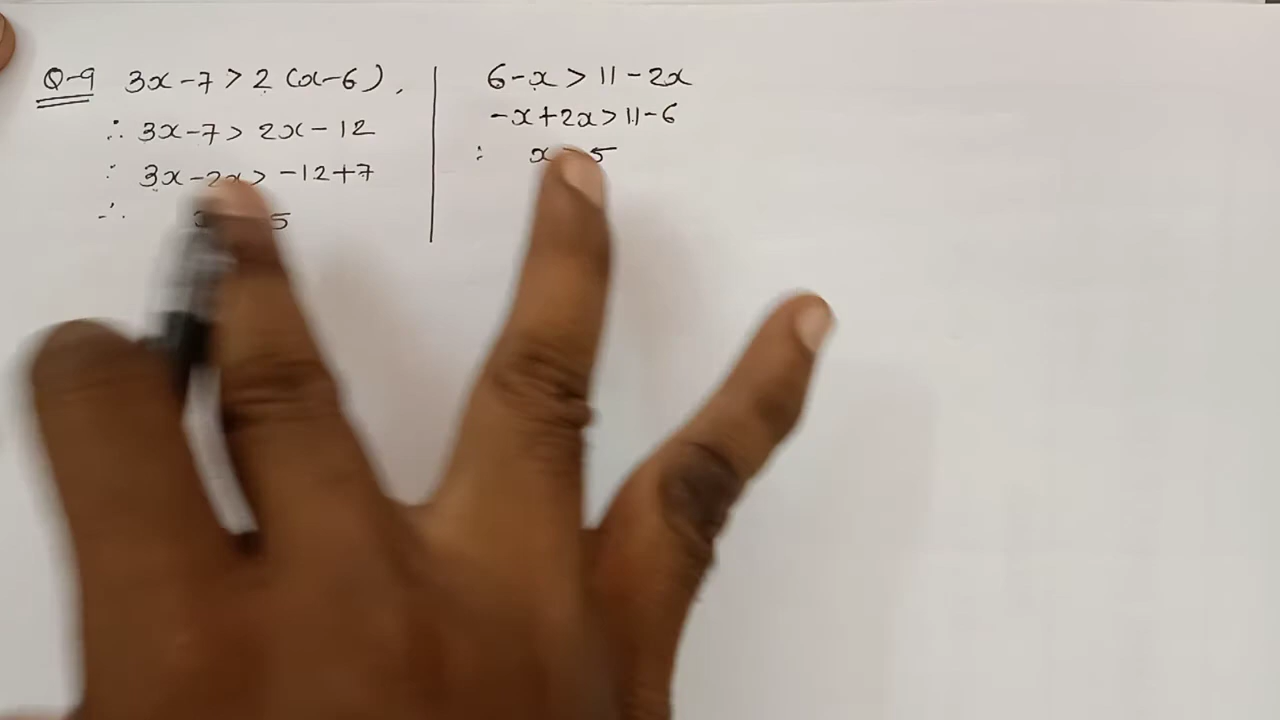 Q-9 3x-7 > 2 (x-6),
∴ 3x-7 > 2x-12
: 3x-2x > -12+7
∴ x 5
6-x > 11-2x
-x+2x > 11-6
: x > 5